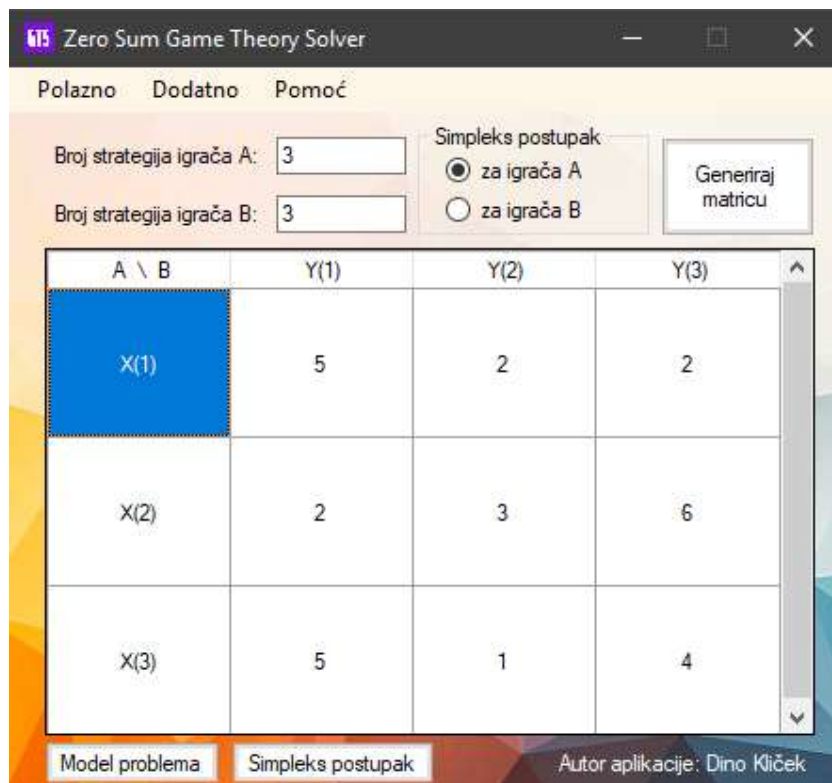 GTS Zero Sum Game Theory Solver
Polazno Dodatno Pomoć
Broj strategija igrača A: 3
Broj strategija igrača B: 3
Simpleks postupak
za igrača A
za igrača B
Generiraj
matricu
A \ B Y(1) Y(2) Y(3)
X(1) 5 2 2
X(2) 2 3 6
X(3) 5 1 4
Model problema Simpleks postupak Autor aplikacije: Dino Kliček